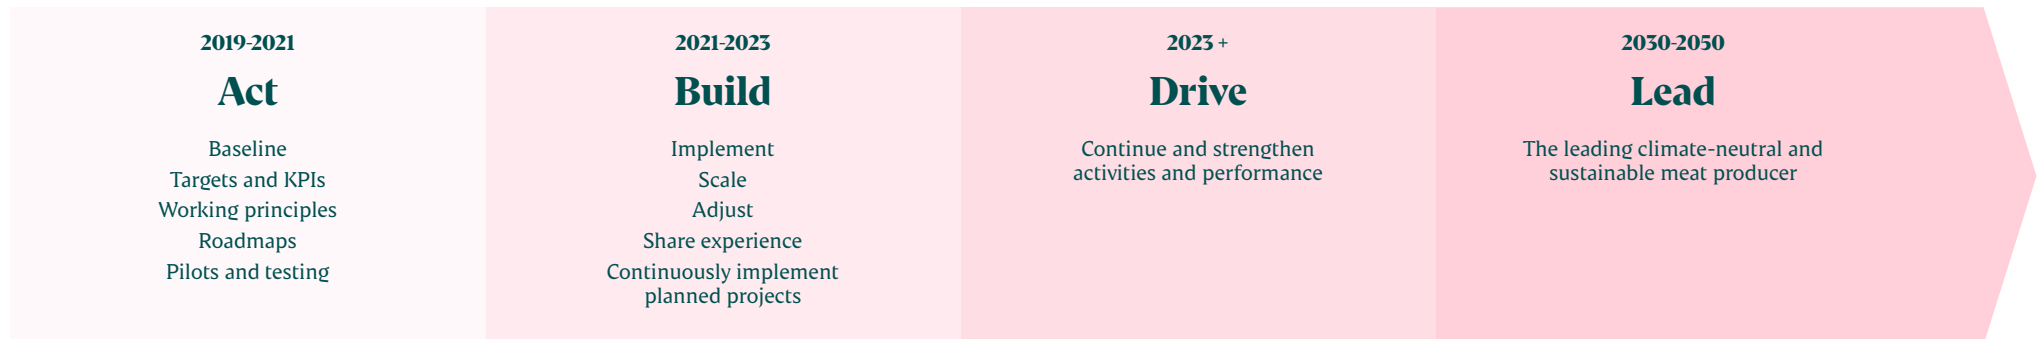 2019-2021
Act
Baseline
Targets and KPIs
Working principles
Roadmaps
Pilots and testing
2021-2023
Build
Implement
Scale
Adjust
Share experience
Continuously implement
planned projects
2023 +
Drive
Continue and strengthen
activities and performance
2030-2050
Lead
The leading climate-neutral and
sustainable meat producer